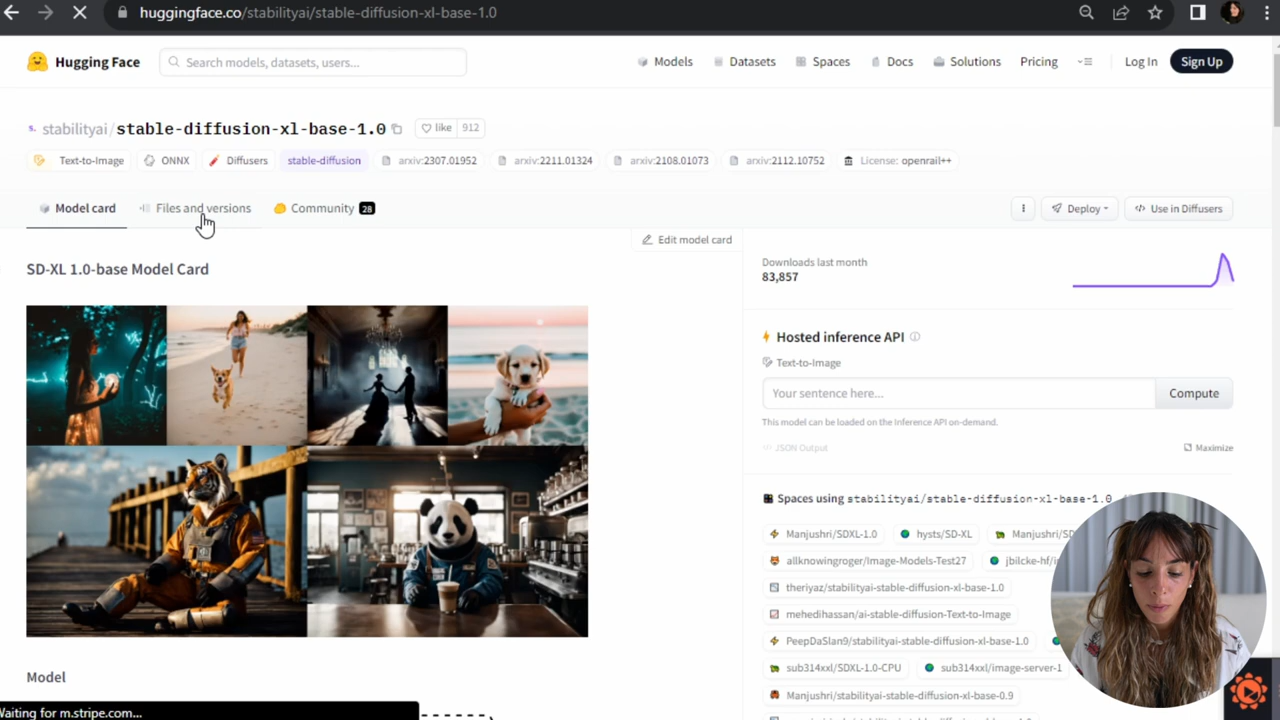 huggingface.co/stabilityai/stable-diffusion-xl-base-1.0
Hugging Face
Search models, datasets, users...
Models
Datasets
Spaces
Docs
Solutions
Pricing
Log In
Sign Up
stabilityai/stable-diffusion-xl-base-1.0
like 912
Text-to-Image
ONNX
Diffusers
stable-diffusion
arxiv:2307.01952
arxiv:2211.01324
arxiv:2108.01073
arxiv:2112.10752
License: openrail++
Model card
Files and versions
Community 28
Deploy
Use in Diffusers
Edit model card
SD-XL 1.0-base Model Card
Downloads last month
83,857
Hosted inference API
Text-to-Image
Your sentence here...
Compute
This model can be loaded on the Inference API on-demand.
JSON Output
Maximize
Spaces using stabilityai/stable-diffusion-xl-base-1.0
Manjushri/SDXL-1.0
hysts/SD-XL
Manjushri/SD
allknowingroger/Image-Models-Test27
jbilcke-hf/
theriyaz/stabilityai-stable-diffusion-xl-base-1.0
mehedihassan/ai-stable-diffusion-Text-to-Image
PeepDaSlan9/stabilityai-stable-diffusion-xl-base-1.0
sub314xxl/SDXL-1.0-CPU
sub314xxl/image-server-1
Manjushri/stabilityai-stable-diffusion-xl-base-0.9
Model
Waiting for m.stripe.com...